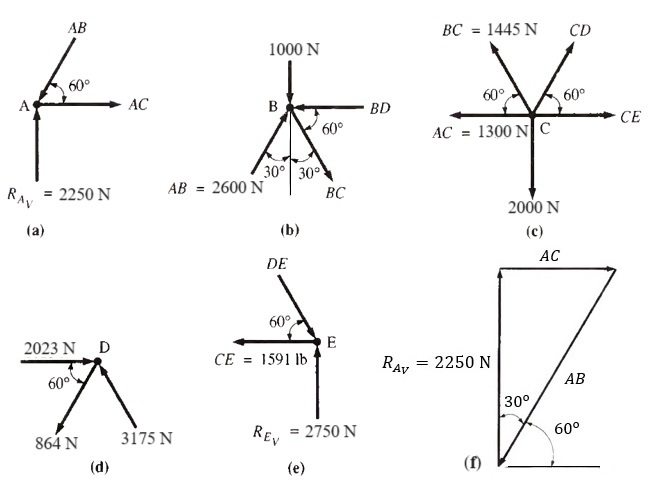 AB
60°
A
AC
R_{A_V} = 2250 N
(a)
1000 N
B
BD
60°
30° 30°
AB = 2600 N
BC
(b)
BC = 1445 N
CD
60°
60°
AC = 1300 N
C
CE
2000 N
(c)
2023 N
D
60°
864 N
3175 N
(d)
DE
60°
E
CE = 1591 lb
R_{E_V} = 2750 N
(e)
AC
R_{A_V} = 2250 N
AB
30°
60°
(f)